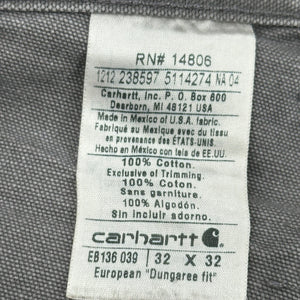 RN# 14806
1212 238597 5114274 NA 04
Carhartt, Inc. P. O. Box 600
Dearborn, MI 48121 USA
Made in Mexico of U.S.A. fabric.
Fabriqué au Mexique avec du tissu
en provenance des ÉTATS-UNIS.
Hecho en México con tela de EE.UU.
100% Cotton.
Exclusive of Trimming.
100% Coton.
Sans garniture.
100% Algodón.
Sin incluir adorno.
carhartt
EB136 039 32 X 32
European "Dungaree fit"